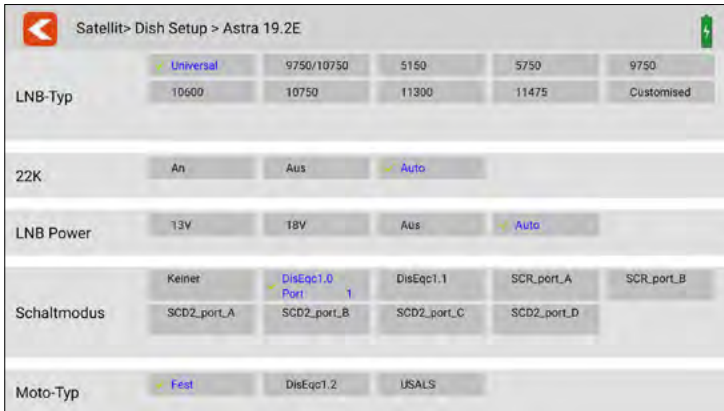 Satellit> Dish Setup > Astra 19.2E
LNB-Typ
Universal 9750/10750 5150 5750 9750
10600 10750 11300 11475 Customised
22K
An Aus Auto
LNB Power
13V 18V Aus Auto
Schaltmodus
Keiner DisEqc1.0 Port 1 DisEqc1.1 SCR_port_A SCR_port_B
SCD2_port_A SCD2_port_B SCD2_port_C SCD2_port_D
Moto-Typ
Fest DisEqc1.2 USALS